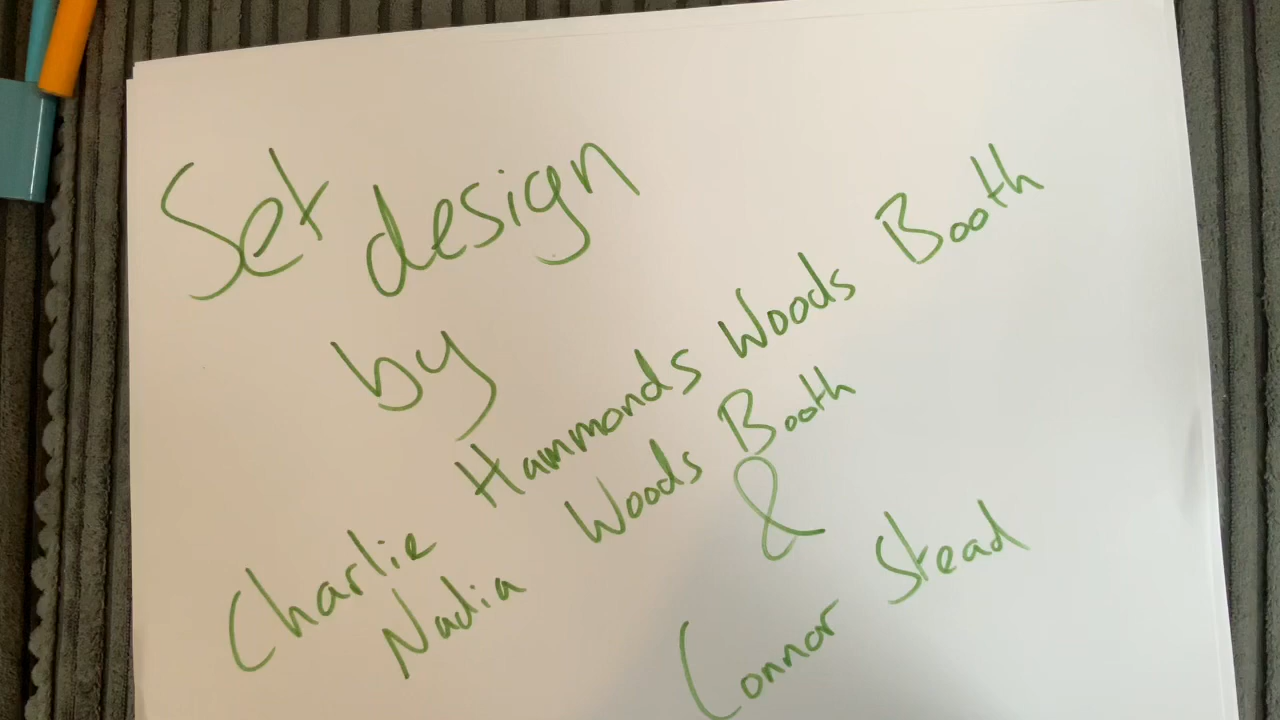 Set design
by
Charlie Hammonds Woods Booth
Nadia Woods Booth
&
Connor Stead